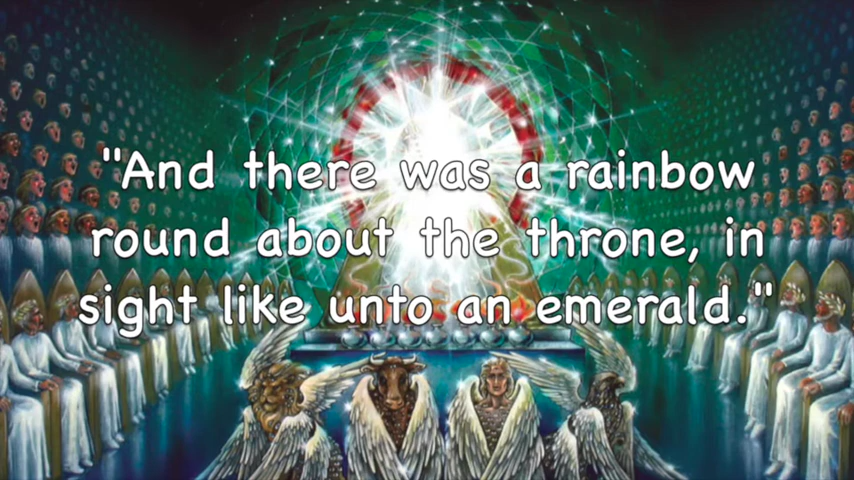 "And there was a rainbow
round about the throne, in
sight like unto an emerald."